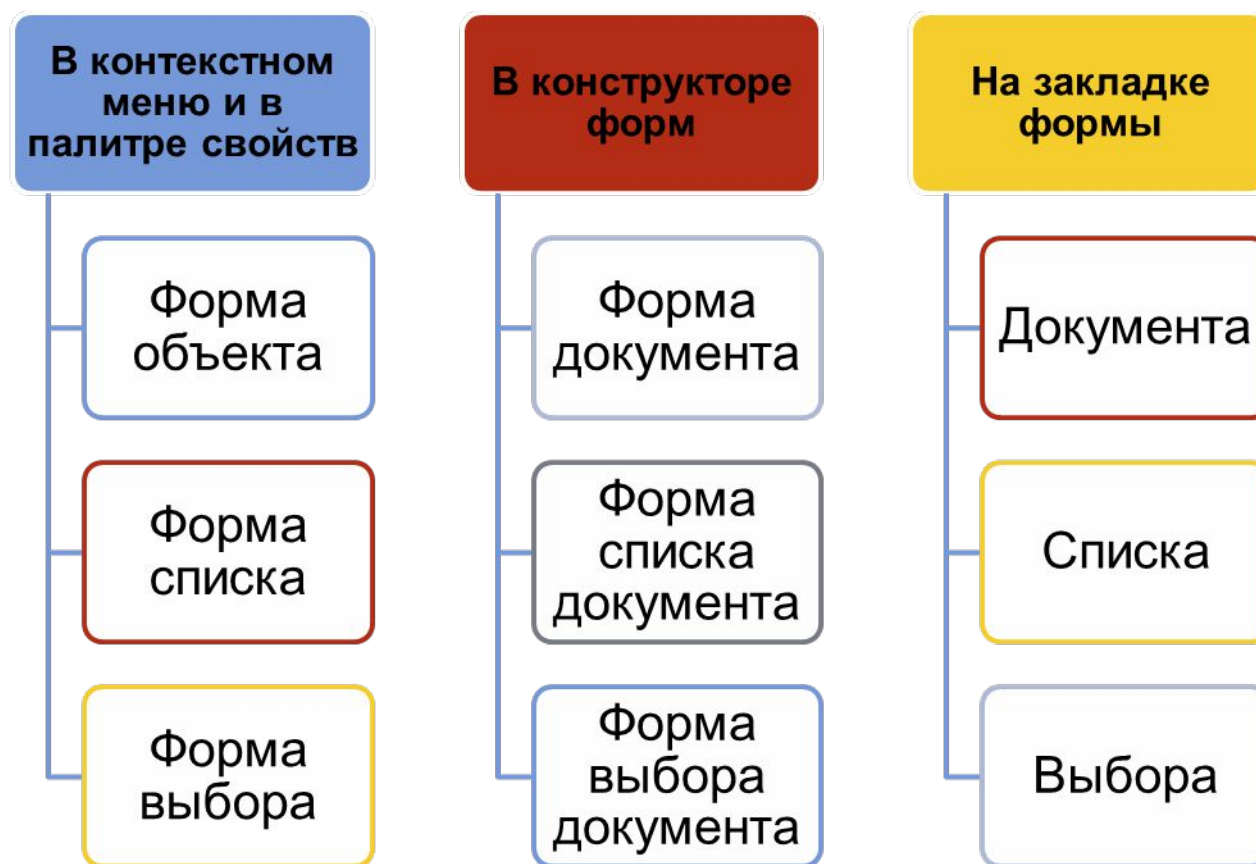 В контекстном
меню и в
палитре свойств
Форма
объекта
Форма
списка
Форма
выбора
В конструкторе
форм
Форма
документа
Форма
списка
документа
Форма
выбора
документа
На закладке
формы
Документа
Списка
Выбора